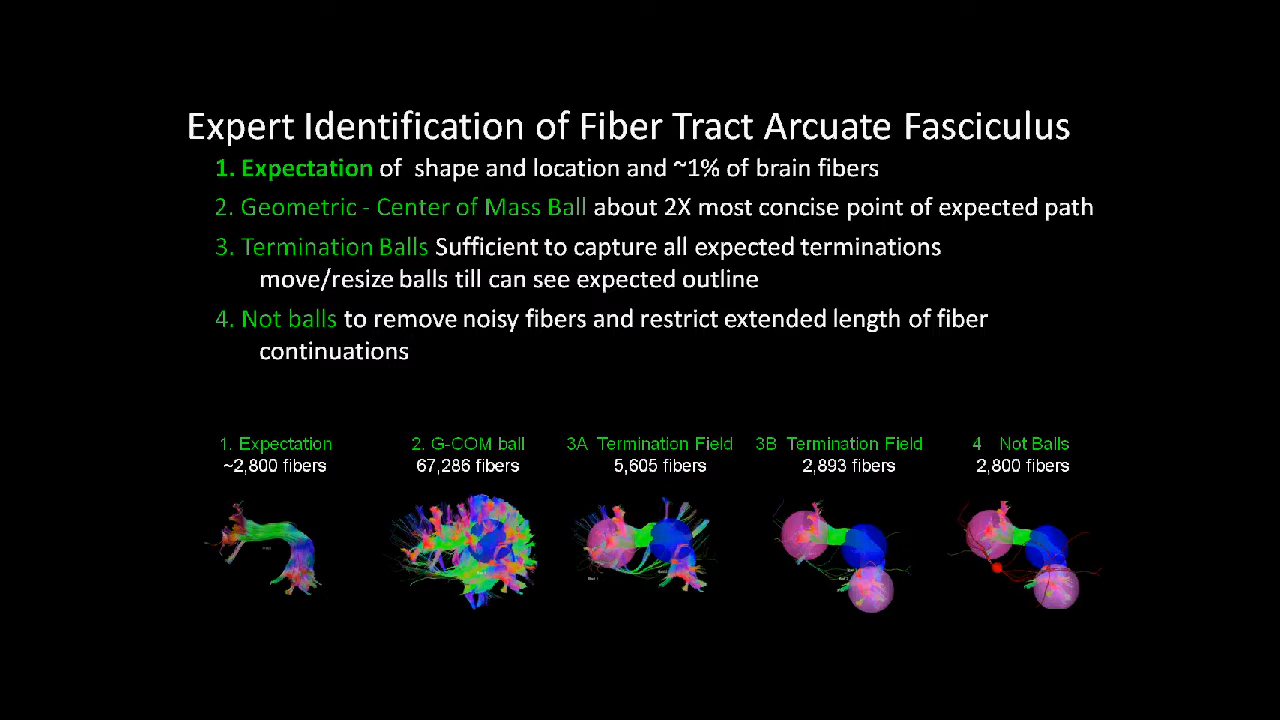 Expert Identification of Fiber Tract Arcuate Fasciculus
1. Expectation of shape and location and ~1% of brain fibers
2. Geometric - Center of Mass Ball about 2X most concise point of expected path
3. Termination Balls Sufficient to capture all expected terminations
move/resize balls till can see expected outline
4. Not balls to remove noisy fibers and restrict extended length of fiber
continuations
1. Expectation
~2,800 fibers
2. G-COM ball
67,286 fibers
3A Termination Field
5,605 fibers
3B Termination Field
2,893 fibers
4 Not Balls
2,800 fibers